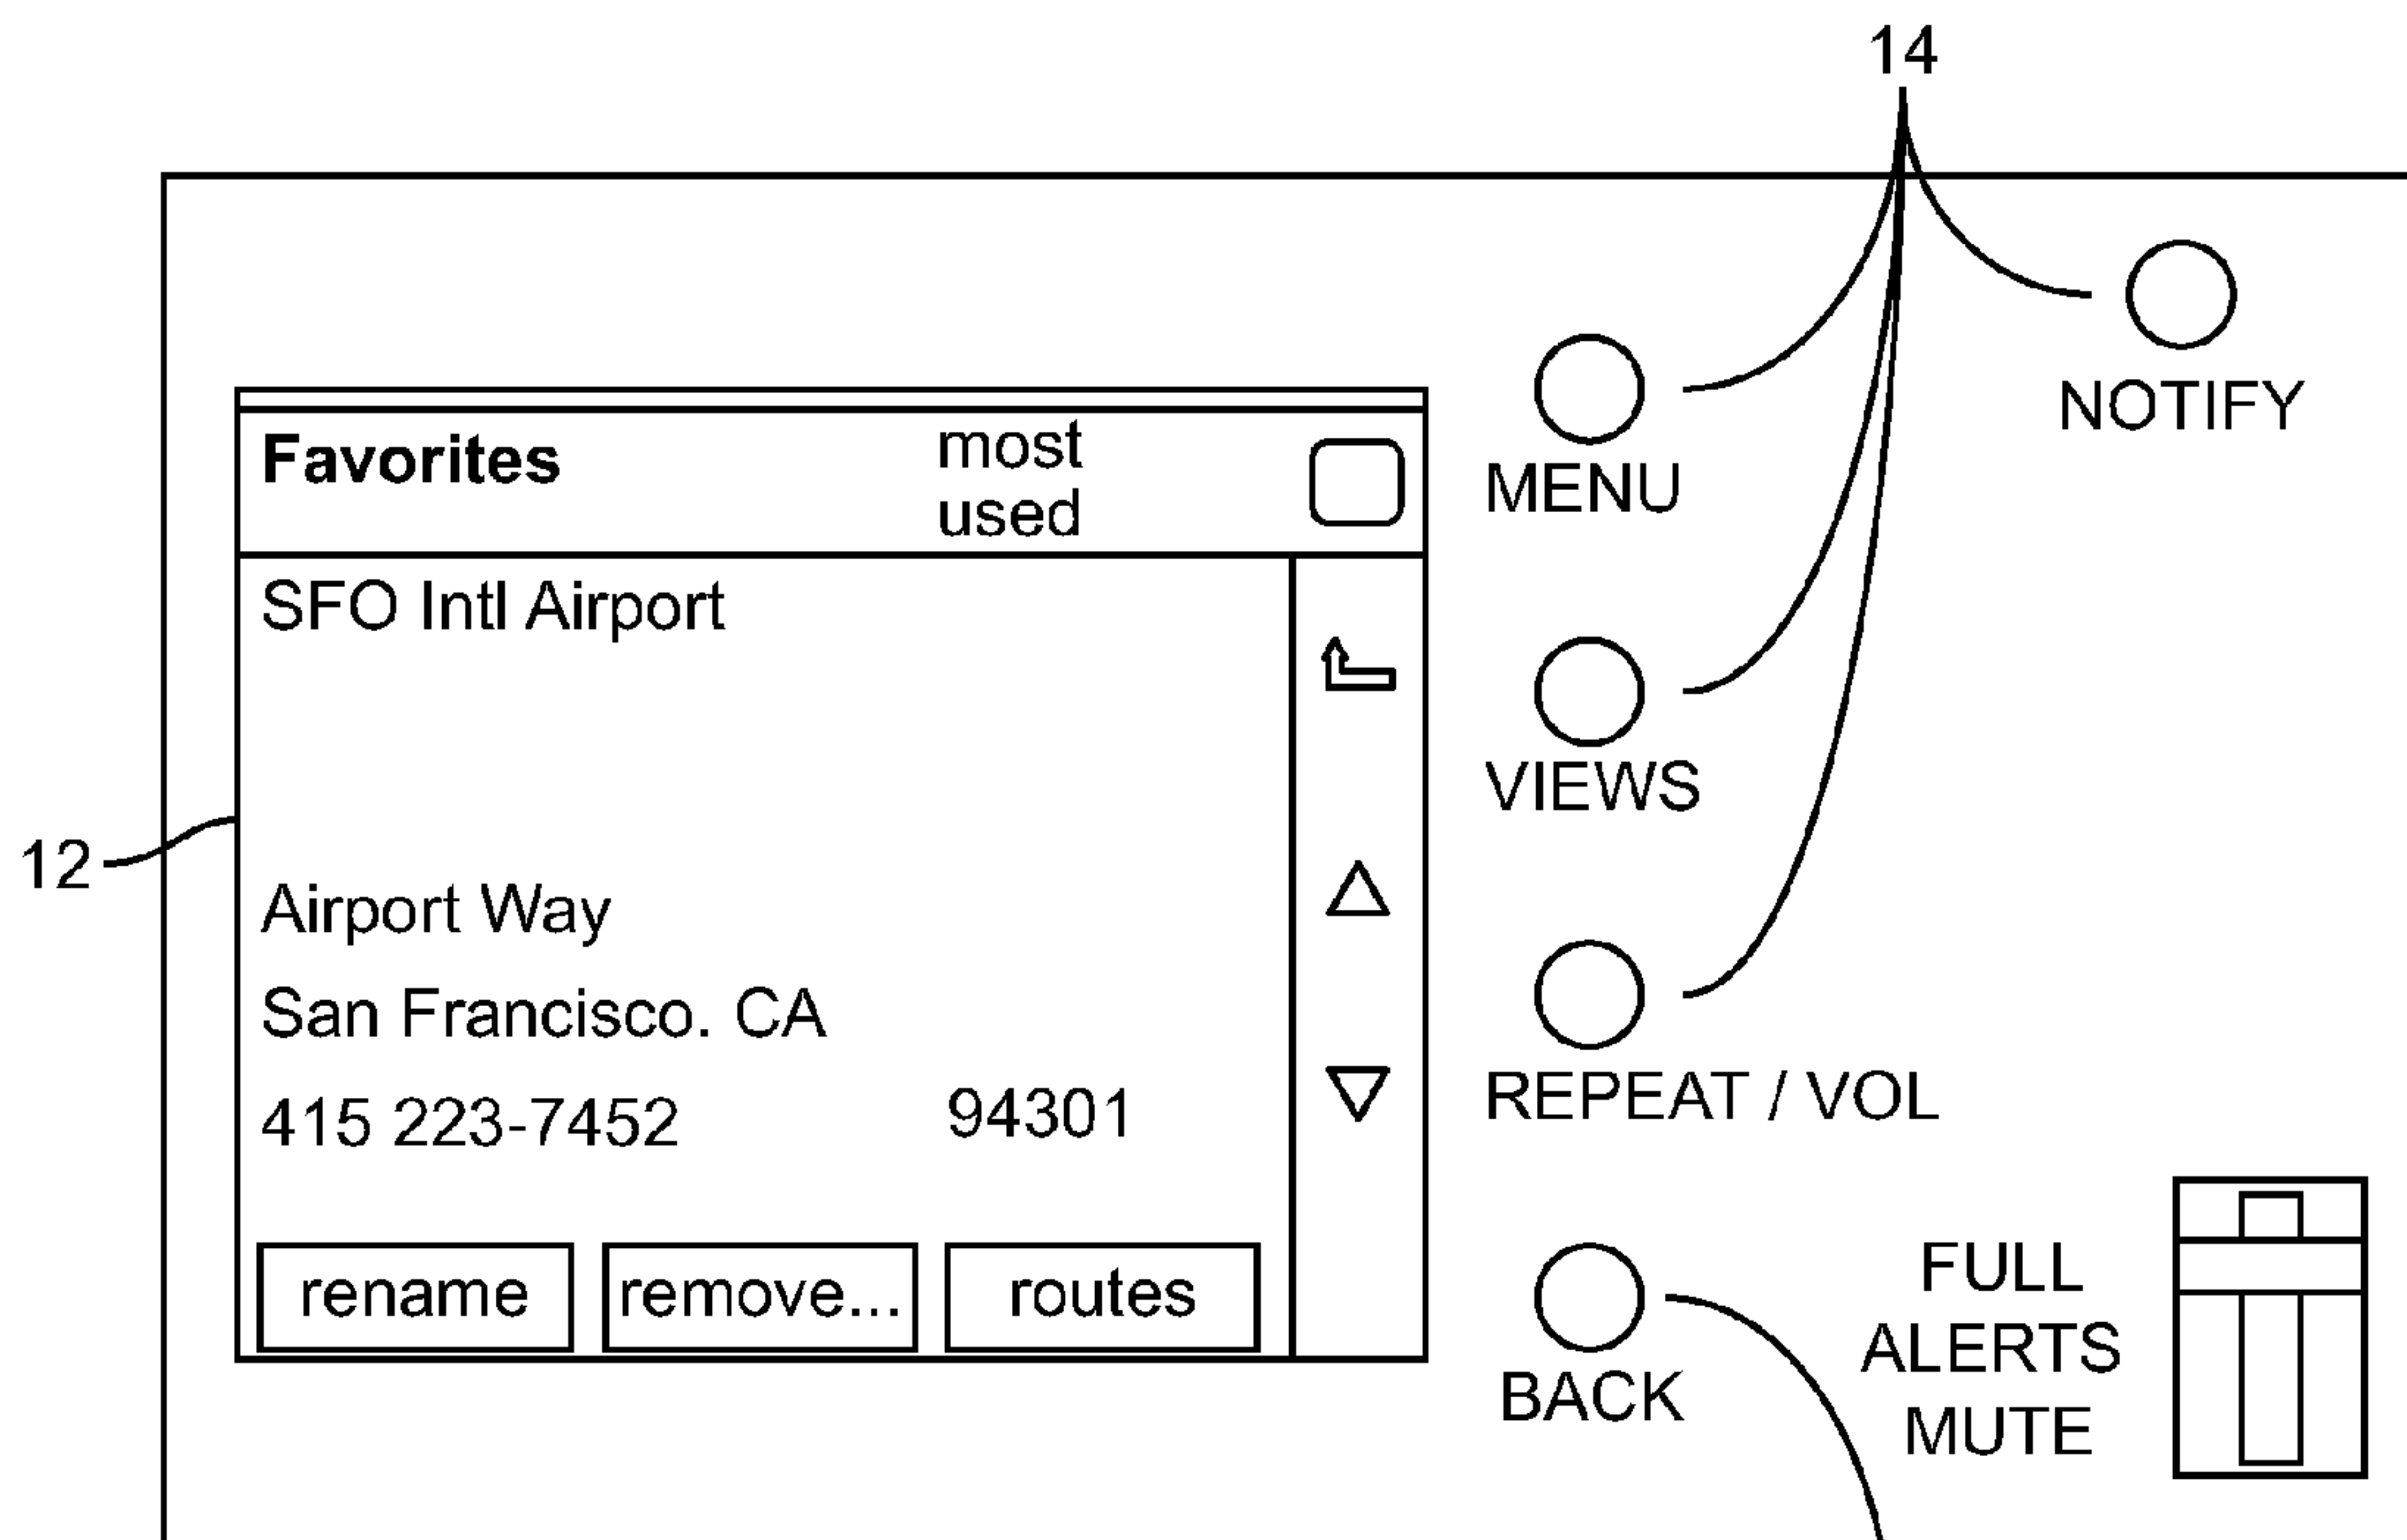 14
NOTIFY
MENU
Favorites
most
used
SFO Intl Airport
VIEWS
12
Airport Way
San Francisco. CA
415 223-7452 94301
REPEAT / VOL
rename remove... routes
BACK
FULL
ALERTS
MUTE